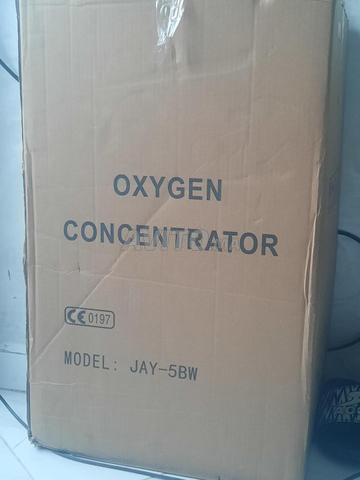 OXYGEN
CONCENTRATOR
CE 0197
MODEL: JAY-5BW